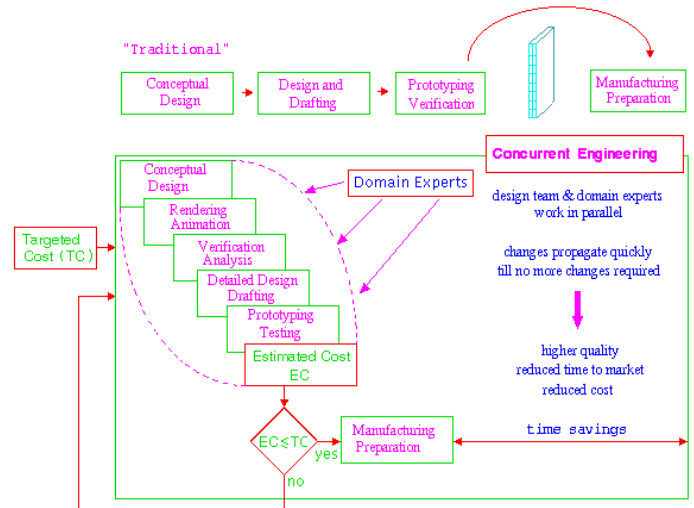 "Traditional"
Conceptual
Design
Design and
Drafting
Prototyping
Verification
Manufacturing
Preparation
Concurrent Engineering
Conceptual
Design
Rendering
Animation
Verification
Analysis
Detailed Design
Drafting
Prototyping
Testing
Estimated Cost
EC
Domain Experts
design team & domain experts
work in parallel
changes propagate quickly
till no more changes required
higher quality
reduced time to market
reduced cost
Targeted
Cost (TC)
EC≤TC
yes
no
Manufacturing
Preparation
time savings